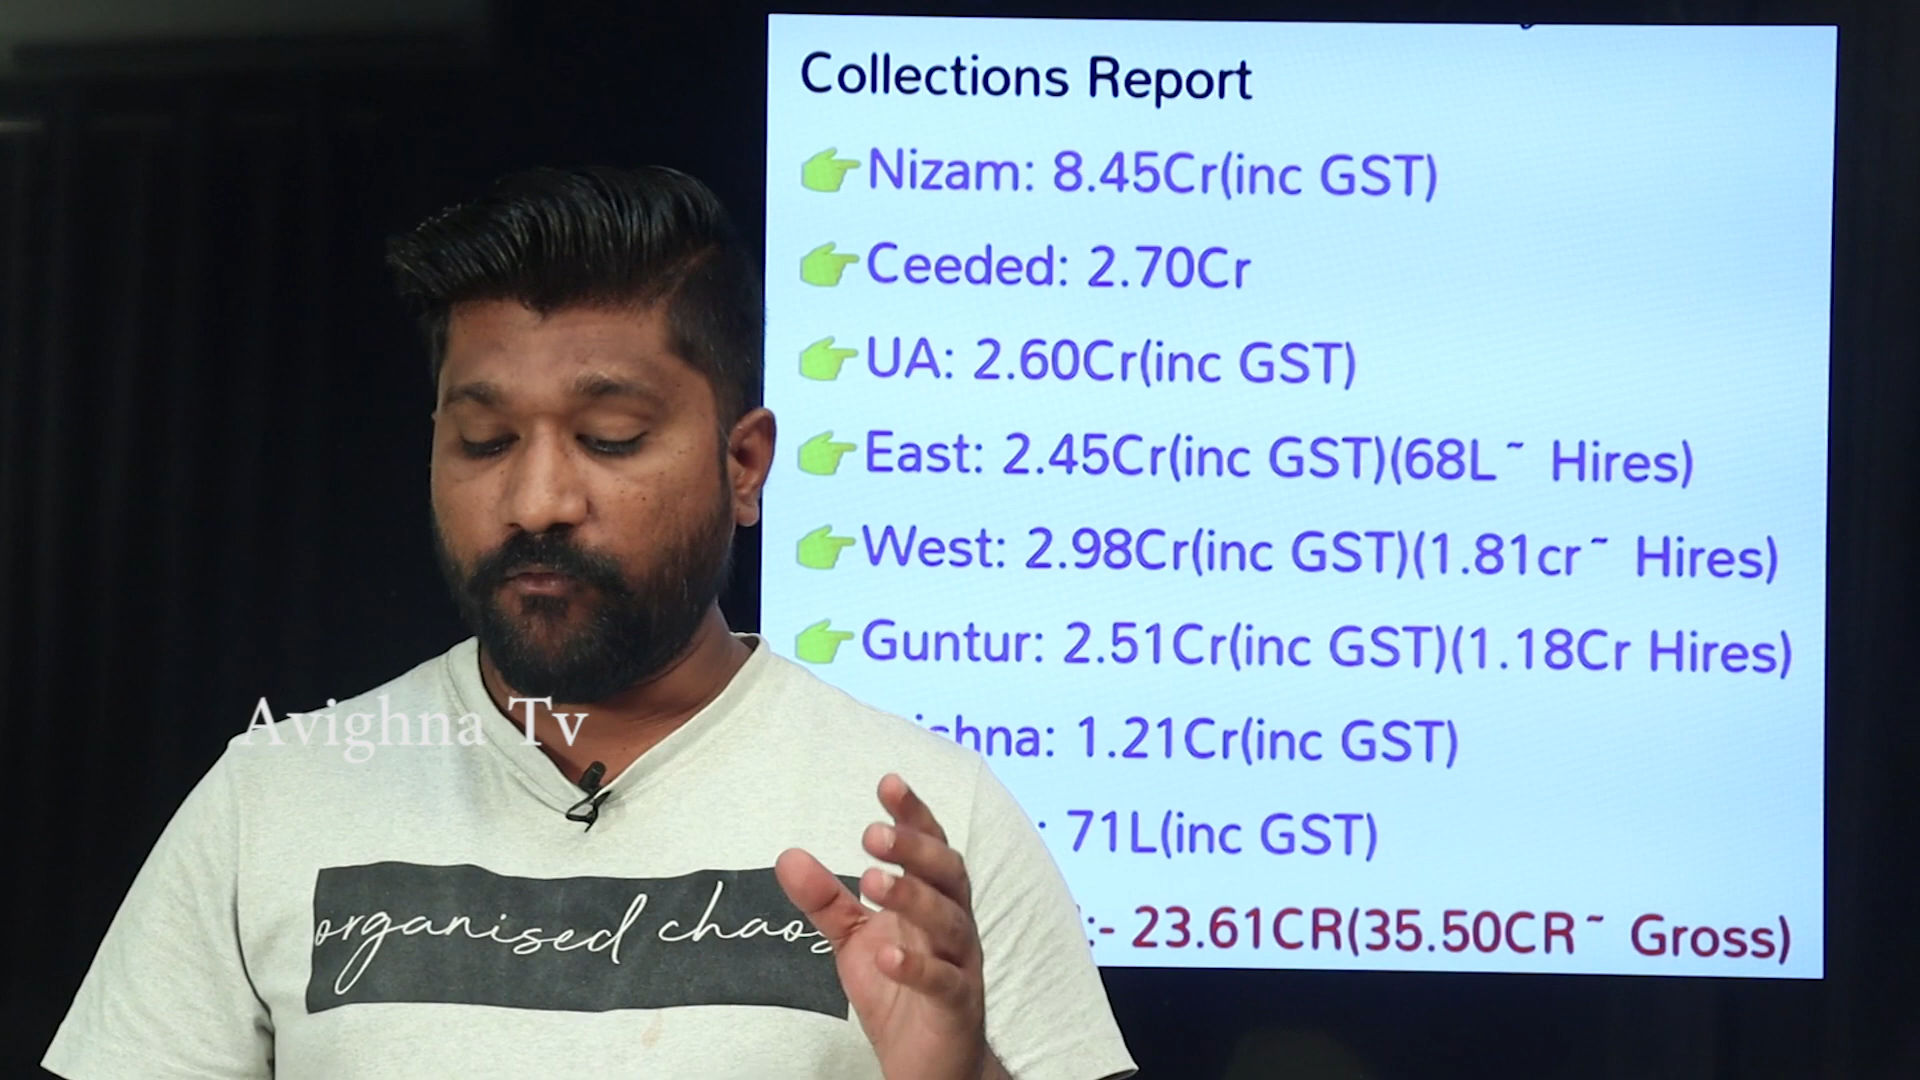 Collections Report
👉Nizam: 8.45Cr(inc GST)
👉Ceeded: 2.70Cr
👉UA: 2.60Cr(inc GST)
👉East: 2.45Cr(inc GST)(68L~ Hires)
👉West: 2.98Cr(inc GST)(1.81cr~ Hires)
👉Guntur: 2.51Cr(inc GST)(1.18Cr Hires)
1.21Cr(inc GST)
: 71L(inc GST)
:- 23.61CR(35.50CR~ Gross)
Avighna Tv
organised chaos